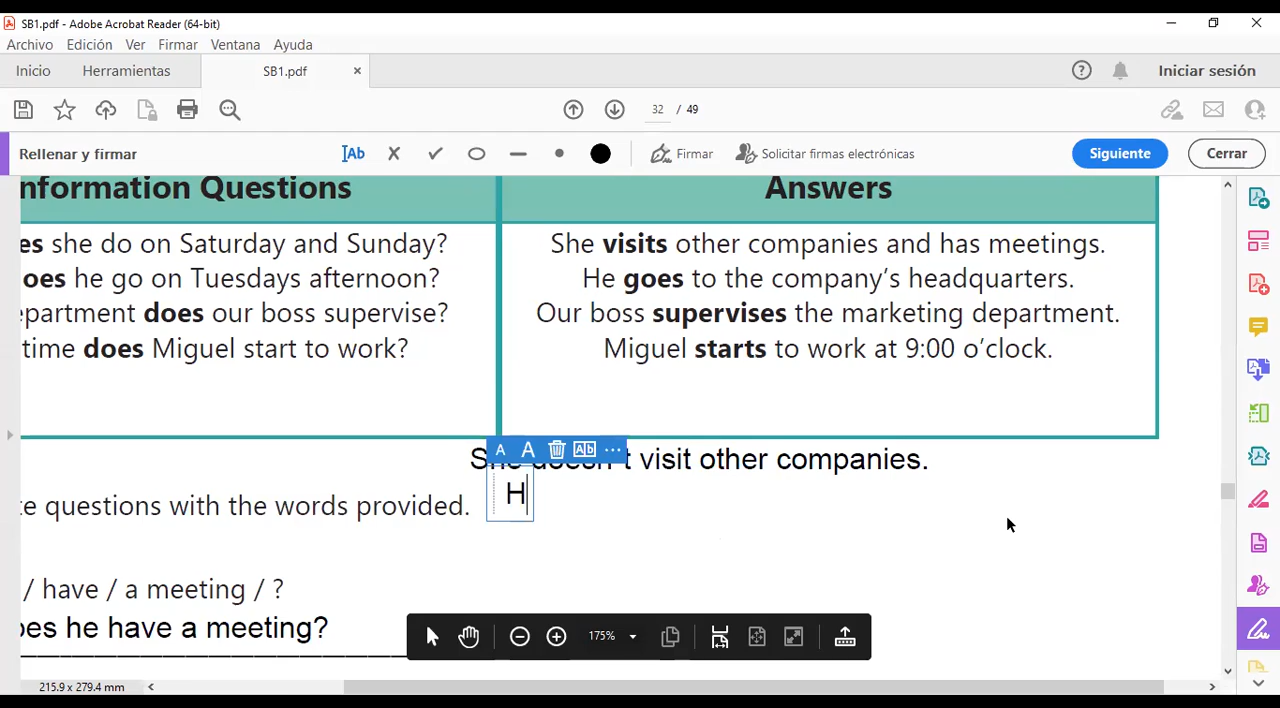 SB1.pdf - Adobe Acrobat Reader (64-bit)
Archivo Edición Ver Firmar Ventana Ayuda
Inicio Herramientas SB1.pdf × Iniciar sesión
32 / 49
Rellenar y firmar Firmar Solicitar firmas electrónicas Siguiente Cerrar
nformation Questions Answers
es she do on Saturday and Sunday? She visits other companies and has meetings.
oes he go on Tuesdays afternoon? He goes to the company's headquarters.
epartment does our boss supervise? Our boss supervises the marketing department.
time does Miguel start to work? Miguel starts to work at 9:00 o'clock.
A A Ab ...
She doesn't visit other companies.
H
te questions with the words provided.
/ have / a meeting / ?
oes he have a meeting?
175%
215.9 x 279.4 mm